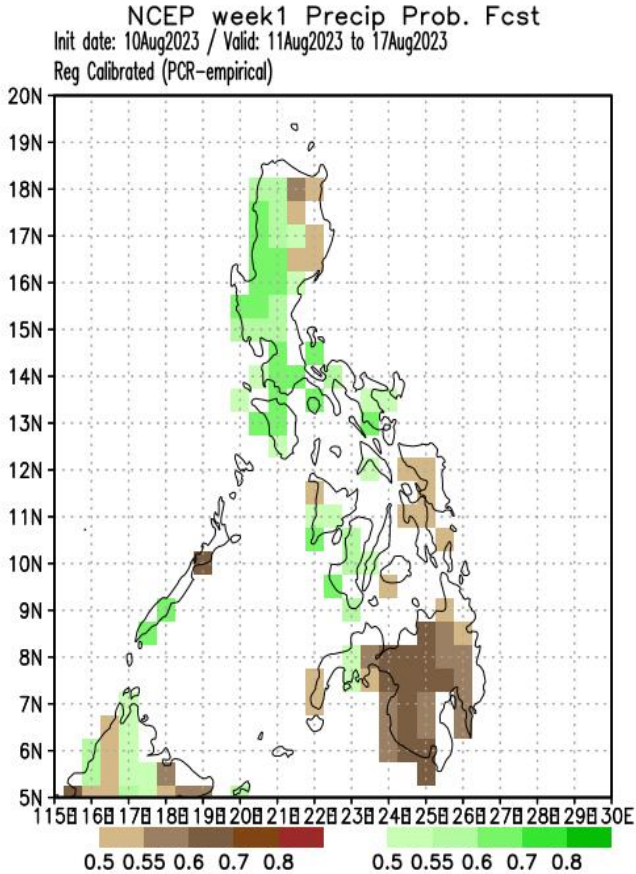 NCEP week1 Precip Prob. Fcst
Init date: 10Aug2023 / Valid: 11Aug2023 to 17Aug2023
Reg Calibrated (PCR-empirical)
20N
19N
18N
17N
16N
15N
14N
13N
12N
11N
10N
9N
8N
7N
6N
5N
115E 116E 117E 118E 119E 120E 121E 122E 123E 124E 125E 126E 127E 128E 129E 130E
0.5 0.55 0.6 0.7 0.8 0.5 0.55 0.6 0.7 0.8